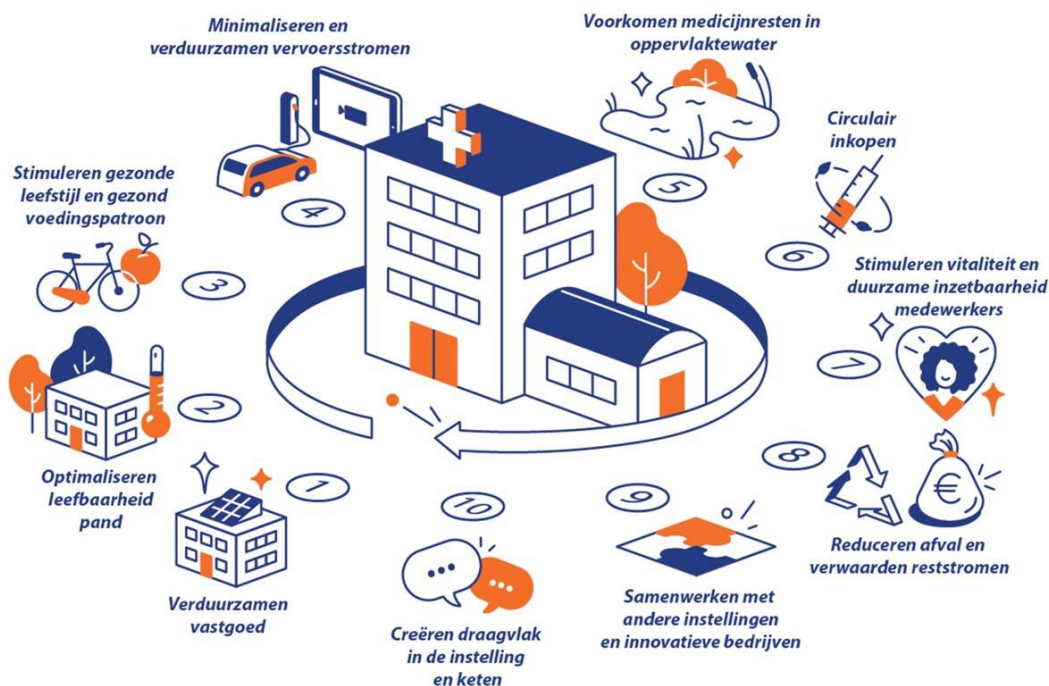 Minimaliseren en
verduurzamen vervoersstromen
Voorkomen medicijnresten in
oppervlaktewater
Circulair
inkopen
Stimuleren gezonde
leefstijl en gezond
voedingspatroon
4
5
6
Stimuleren vitaliteit en
duurzame inzetbaarheid
medewerkers
3
7
2
Optimaliseren
leefbaarheid
pand
8
€
Reduceren afval en
verwaarden reststromen
1
Verduurzamen
vastgoed
10
Creëren draagvlak
in de instelling
en keten
9
Samenwerken met
andere instellingen
en innovatieve bedrijven